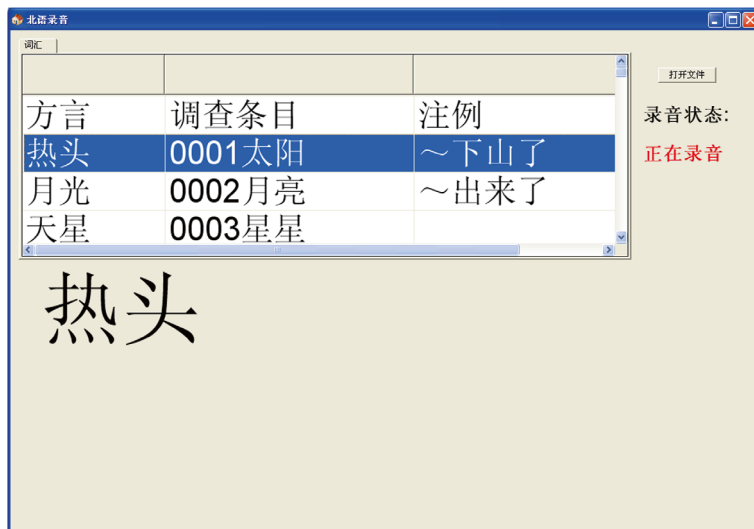 北语录音
词汇
打开文件
方言 调查条目 注例
录音状态:
热头 0001太阳 ～下山了
正在录音
月光 0002月亮 ～出来了
天星 0003星星
热头